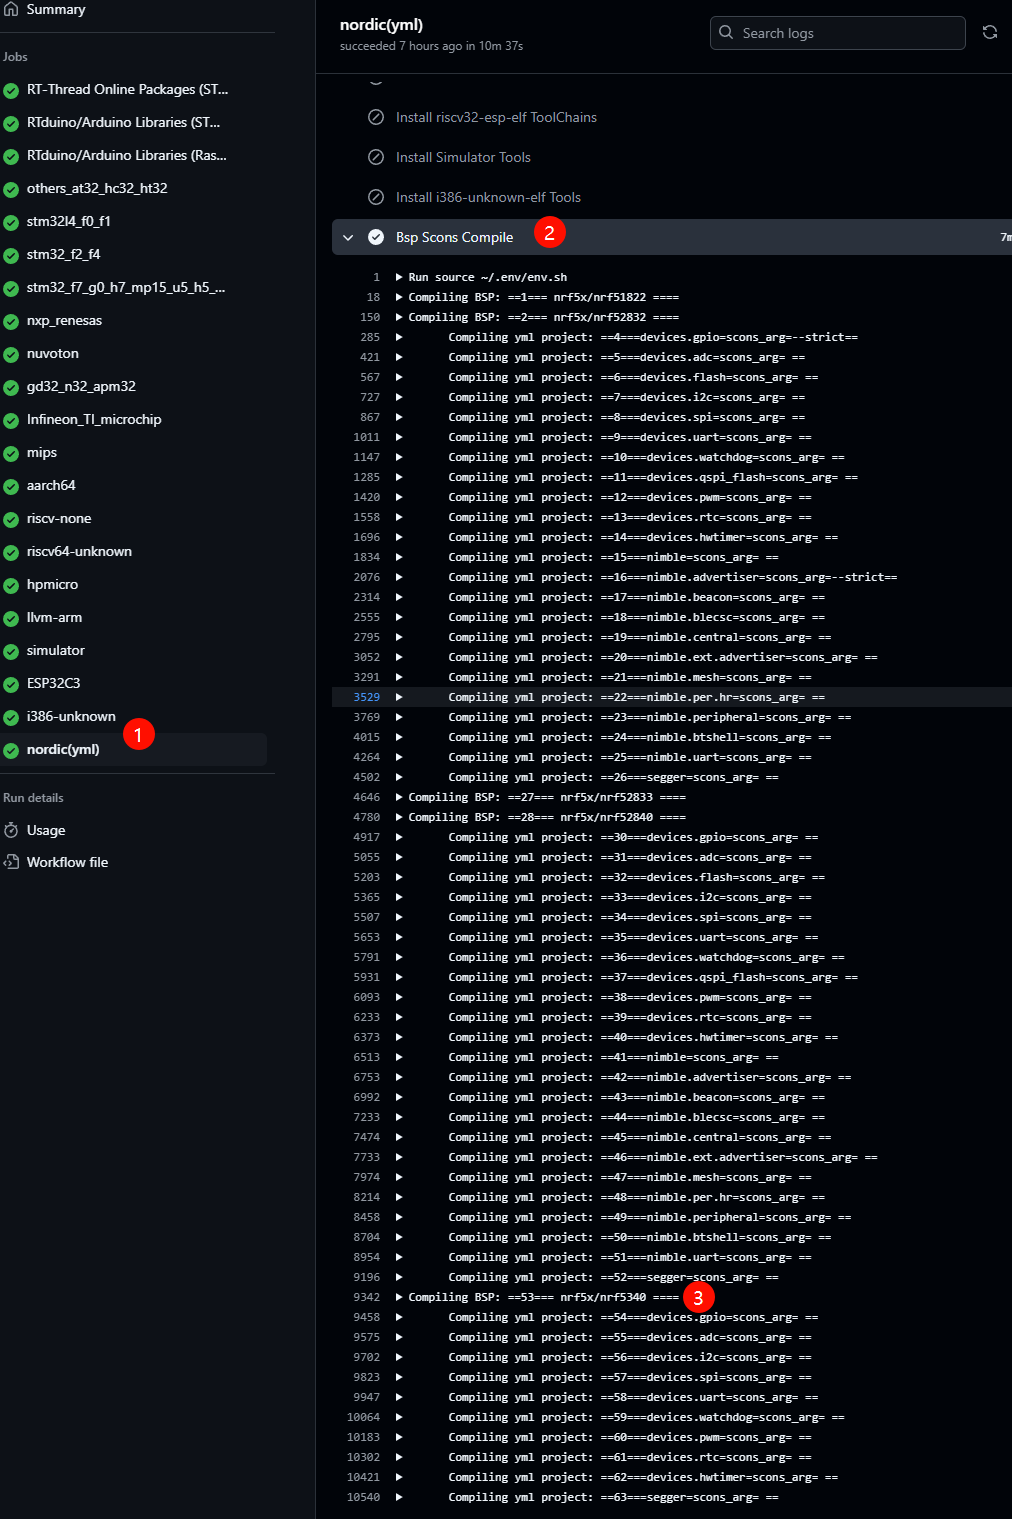 Summary
Jobs
RT-Thread Online Packages (ST...
RTduino/Arduino Libraries (ST...
RTduino/Arduino Libraries (Ras...
others_at32_hc32_ht32
stm32l4_f0_f1
stm32_f2_f4
stm32_f7_g0_h7_mp15_u5_h5_...
nxp_renesas
nuvoton
gd32_n32_apm32
Infineon_TI_microchip
mips
aarch64
riscv-none
riscv64-unknown
hpmicro
llvm-arm
simulator
ESP32C3
i386-unknown
1
nordic(yml)
Run details
Usage
Workflow file
nordic(yml)
succeeded 7 hours ago in 10m 37s
Search logs
Install riscv32-esp-elf ToolChains
Install Simulator Tools
Install i386-unknown-elf Tools
Bsp Scons Compile 2 7m
1 Run source ~/.env/env.sh
18 Compiling BSP: ==1=== nrf5x/nrf51822 ====
150 Compiling BSP: ==2=== nrf5x/nrf52832 ====
285 Compiling yml project: ==4===devices.gpio=scons_arg=--strict==
421 Compiling yml project: ==5===devices.adc=scons_arg= ==
567 Compiling yml project: ==6===devices.flash=scons_arg= ==
727 Compiling yml project: ==7===devices.i2c=scons_arg= ==
867 Compiling yml project: ==8===devices.spi=scons_arg= ==
1011 Compiling yml project: ==9===devices.uart=scons_arg= ==
1147 Compiling yml project: ==10===devices.watchdog=scons_arg= ==
1285 Compiling yml project: ==11===devices.qspi_flash=scons_arg= ==
1420 Compiling yml project: ==12===devices.pwm=scons_arg= ==
1558 Compiling yml project: ==13===devices.rtc=scons_arg= ==
1696 Compiling yml project: ==14===devices.hwtimer=scons_arg= ==
1834 Compiling yml project: ==15===nimble=scons_arg= ==
2076 Compiling yml project: ==16===nimble.advertiser=scons_arg=--strict==
2314 Compiling yml project: ==17===nimble.beacon=scons_arg= ==
2555 Compiling yml project: ==18===nimble.blecsc=scons_arg= ==
2795 Compiling yml project: ==19===nimble.central=scons_arg= ==
3052 Compiling yml project: ==20===nimble.ext.advertiser=scons_arg= ==
3291 Compiling yml project: ==21===nimble.mesh=scons_arg= ==
3529 Compiling yml project: ==22===nimble.per.hr=scons_arg= ==
3769 Compiling yml project: ==23===nimble.peripheral=scons_arg= ==
4015 Compiling yml project: ==24===nimble.btshell=scons_arg= ==
4264 Compiling yml project: ==25===nimble.uart=scons_arg= ==
4502 Compiling yml project: ==26===segger=scons_arg= ==
4646 Compiling BSP: ==27=== nrf5x/nrf52833 ====
4780 Compiling BSP: ==28=== nrf5x/nrf52840 ====
4917 Compiling yml project: ==30===devices.gpio=scons_arg= ==
5055 Compiling yml project: ==31===devices.adc=scons_arg= ==
5203 Compiling yml project: ==32===devices.flash=scons_arg= ==
5365 Compiling yml project: ==33===devices.i2c=scons_arg= ==
5507 Compiling yml project: ==34===devices.spi=scons_arg= ==
5653 Compiling yml project: ==35===devices.uart=scons_arg= ==
5791 Compiling yml project: ==36===devices.watchdog=scons_arg= ==
5931 Compiling yml project: ==37===devices.qspi_flash=scons_arg= ==
6093 Compiling yml project: ==38===devices.pwm=scons_arg= ==
6233 Compiling yml project: ==39===devices.rtc=scons_arg= ==
6373 Compiling yml project: ==40===devices.hwtimer=scons_arg= ==
6513 Compiling yml project: ==41===nimble=scons_arg= ==
6753 Compiling yml project: ==42===nimble.advertiser=scons_arg= ==
6992 Compiling yml project: ==43===nimble.beacon=scons_arg= ==
7233 Compiling yml project: ==44===nimble.blecsc=scons_arg= ==
7474 Compiling yml project: ==45===nimble.central=scons_arg= ==
7733 Compiling yml project: ==46===nimble.ext.advertiser=scons_arg= ==
7974 Compiling yml project: ==47===nimble.mesh=scons_arg= ==
8214 Compiling yml project: ==48===nimble.per.hr=scons_arg= ==
8458 Compiling yml project: ==49===nimble.peripheral=scons_arg= ==
8704 Compiling yml project: ==50===nimble.btshell=scons_arg= ==
8954 Compiling yml project: ==51===nimble.uart=scons_arg= ==
9196 Compiling yml project: ==52===segger=scons_arg= ==
9342 Compiling BSP: ==53=== nrf5x/nrf5340 ==== 3
9458 Compiling yml project: ==54===devices.gpio=scons_arg= ==
9575 Compiling yml project: ==55===devices.adc=scons_arg= ==
9702 Compiling yml project: ==56===devices.i2c=scons_arg= ==
9823 Compiling yml project: ==57===devices.spi=scons_arg= ==
9947 Compiling yml project: ==58===devices.uart=scons_arg= ==
10064 Compiling yml project: ==59===devices.watchdog=scons_arg= ==
10183 Compiling yml project: ==60===devices.pwm=scons_arg= ==
10302 Compiling yml project: ==61===devices.rtc=scons_arg= ==
10421 Compiling yml project: ==62===devices.hwtimer=scons_arg= ==
10540 Compiling yml project: ==63===segger=scons_arg= ==